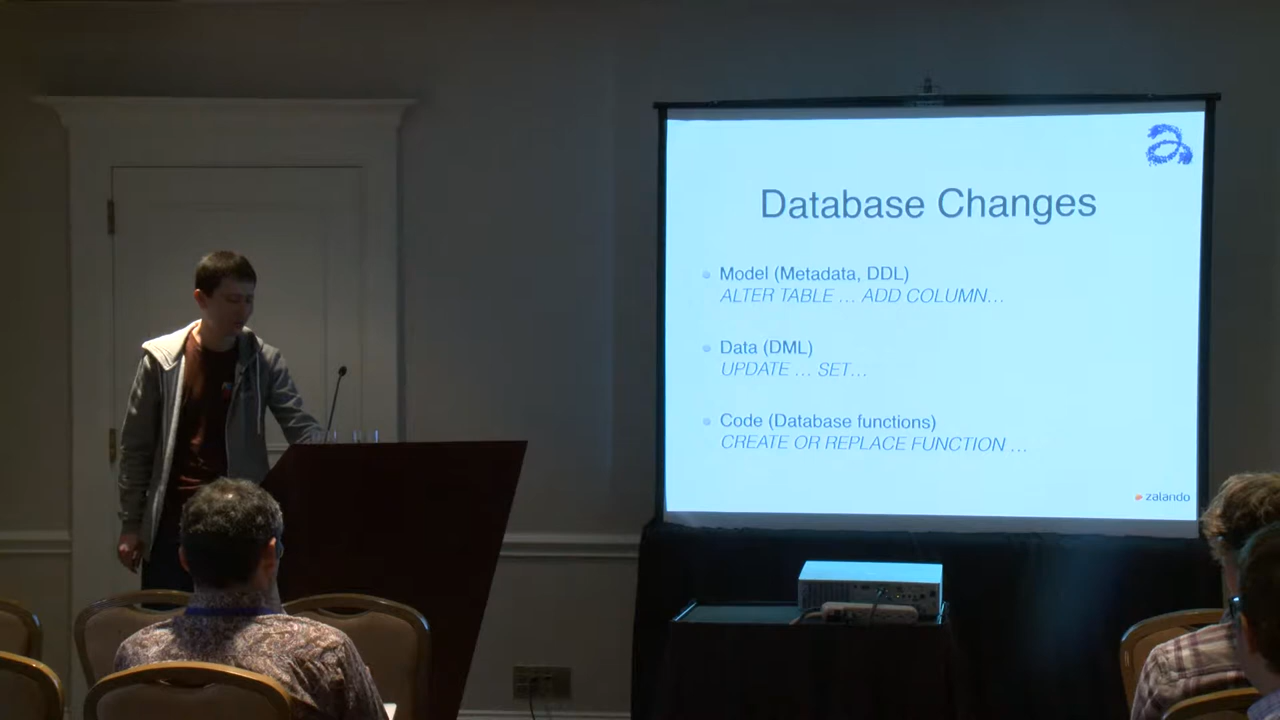 Database Changes
Model (Metadata, DDL)
ALTER TABLE … ADD COLUMN…
Data (DML)
UPDATE … SET…
Code (Database functions)
CREATE OR REPLACE FUNCTION …
zalando